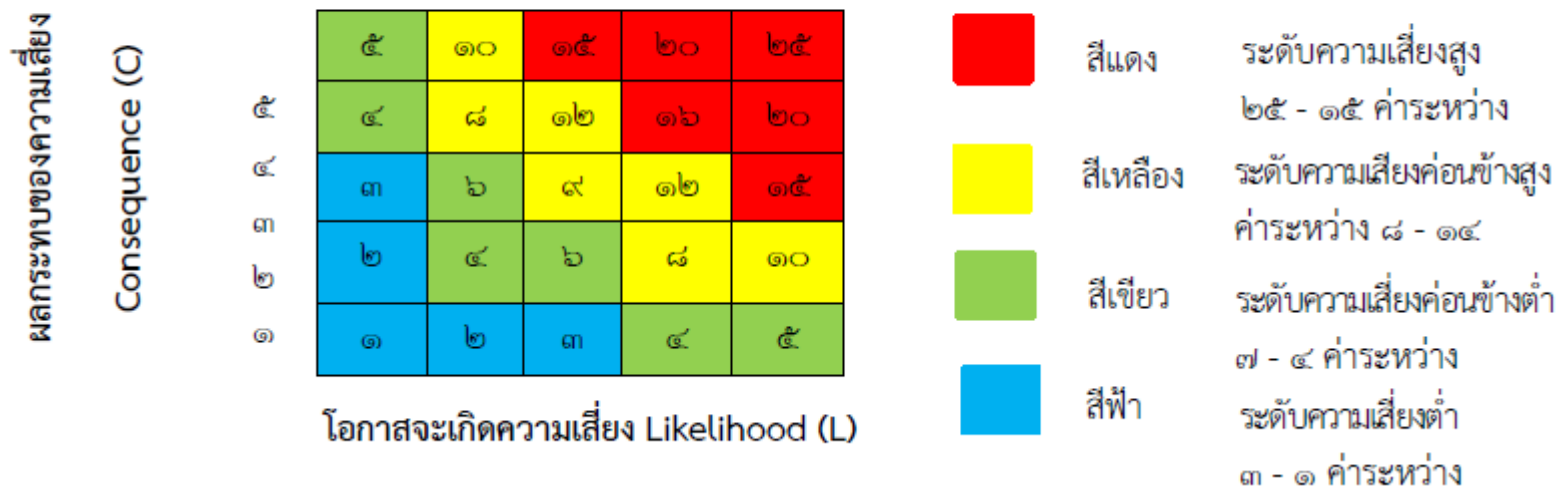 ผลกระทบของความเสี่ยง
Consequence (C)
๕
๔
๓
๒
๑
๕ ๑๐ ๑๕ ๒๐ ๒๕
๔ ๘ ๑๒ ๑๖ ๒๐
๓ ๖ ๙ ๑๒ ๑๕
๒ ๔ ๖ ๘ ๑๐
๑ ๒ ๓ ๔ ๕
โอกาสจะเกิดความเสี่ยง Likelihood (L)
สีแดง ระดับความเสี่ยงสูง
๒๕ - ๑๕ ค่าระหว่าง
สีเหลือง ระดับความเสี่ยงค่อนข้างสูง
ค่าระหว่าง ๘ - ๑๔
สีเขียว ระดับความเสี่ยงค่อนข้างต่ำ
๗ - ๔ ค่าระหว่าง
สีฟ้า ระดับความเสี่ยงต่ำ
๓ - ๑ ค่าระหว่าง